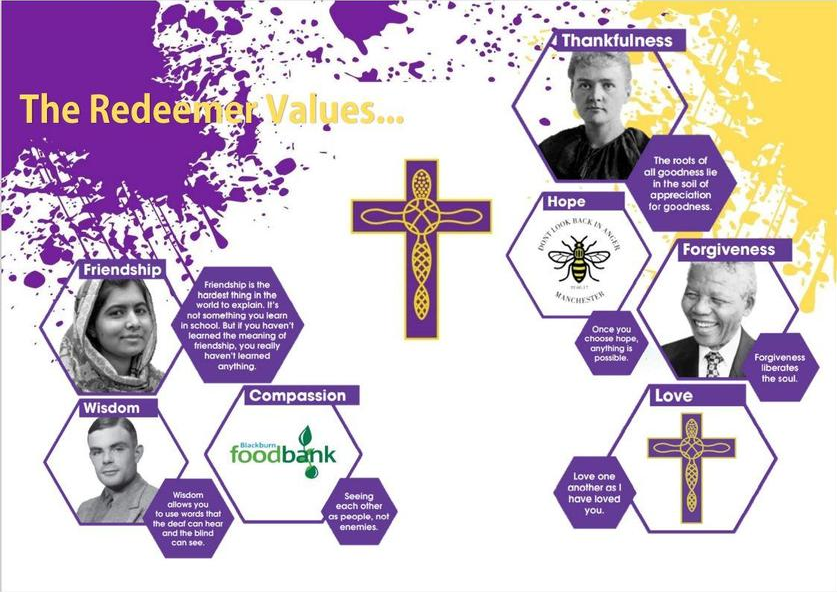 The Redeemer Values...
Thankfulness
The roots of
all goodness lie
in the soil of
appreciation
for goodness.
Hope
DONT LOOK BACK IN ANGER
MANCHESTER
Once you
choose hope,
anything is
possible.
Forgiveness
Forgiveness
liberates
the soul.
Friendship
Friendship is the
hardest thing in the
world to explain. It's
not something you learn
in school. But if you haven't
learned the meaning of
friendship, you really
haven't learned
anything.
Wisdom
Wisdom
allows you
to use words that
the deaf can hear
and the blind
can see.
Compassion
Blackburn
foodbank
Seeing
each other
as people, not
enemies.
Love
Love one
another as I
have loved
you.